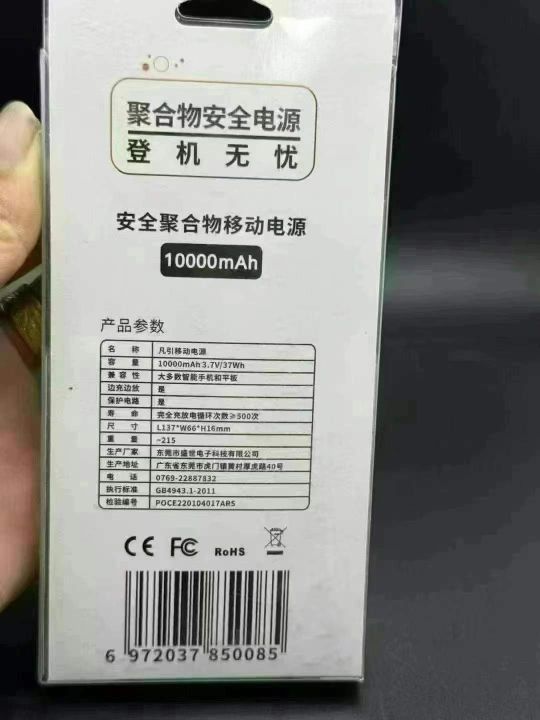 聚合物安全电源
登机无忧
安全聚合物移动电源
10000mAh
产品参数
名 称 凡引移动电源
容 量 10000mAh 3.7V/37Wh
兼 容 性 大多数智能手机和平板
边充边放 是
保护电路 是
寿 命 完全充放电循环次数≥500次
尺 寸 L137*W66*H16mm
重 量 ~215
生产厂家 东莞市盛世电子科技有限公司
生产地址 广东省东莞市虎门镇黄村厚虎路40号
电 话 0769-22887832
执行标准 GB4943.1-2011
检验编号 POCE220104017ARS
CE FC RoHS
6 972037 850085